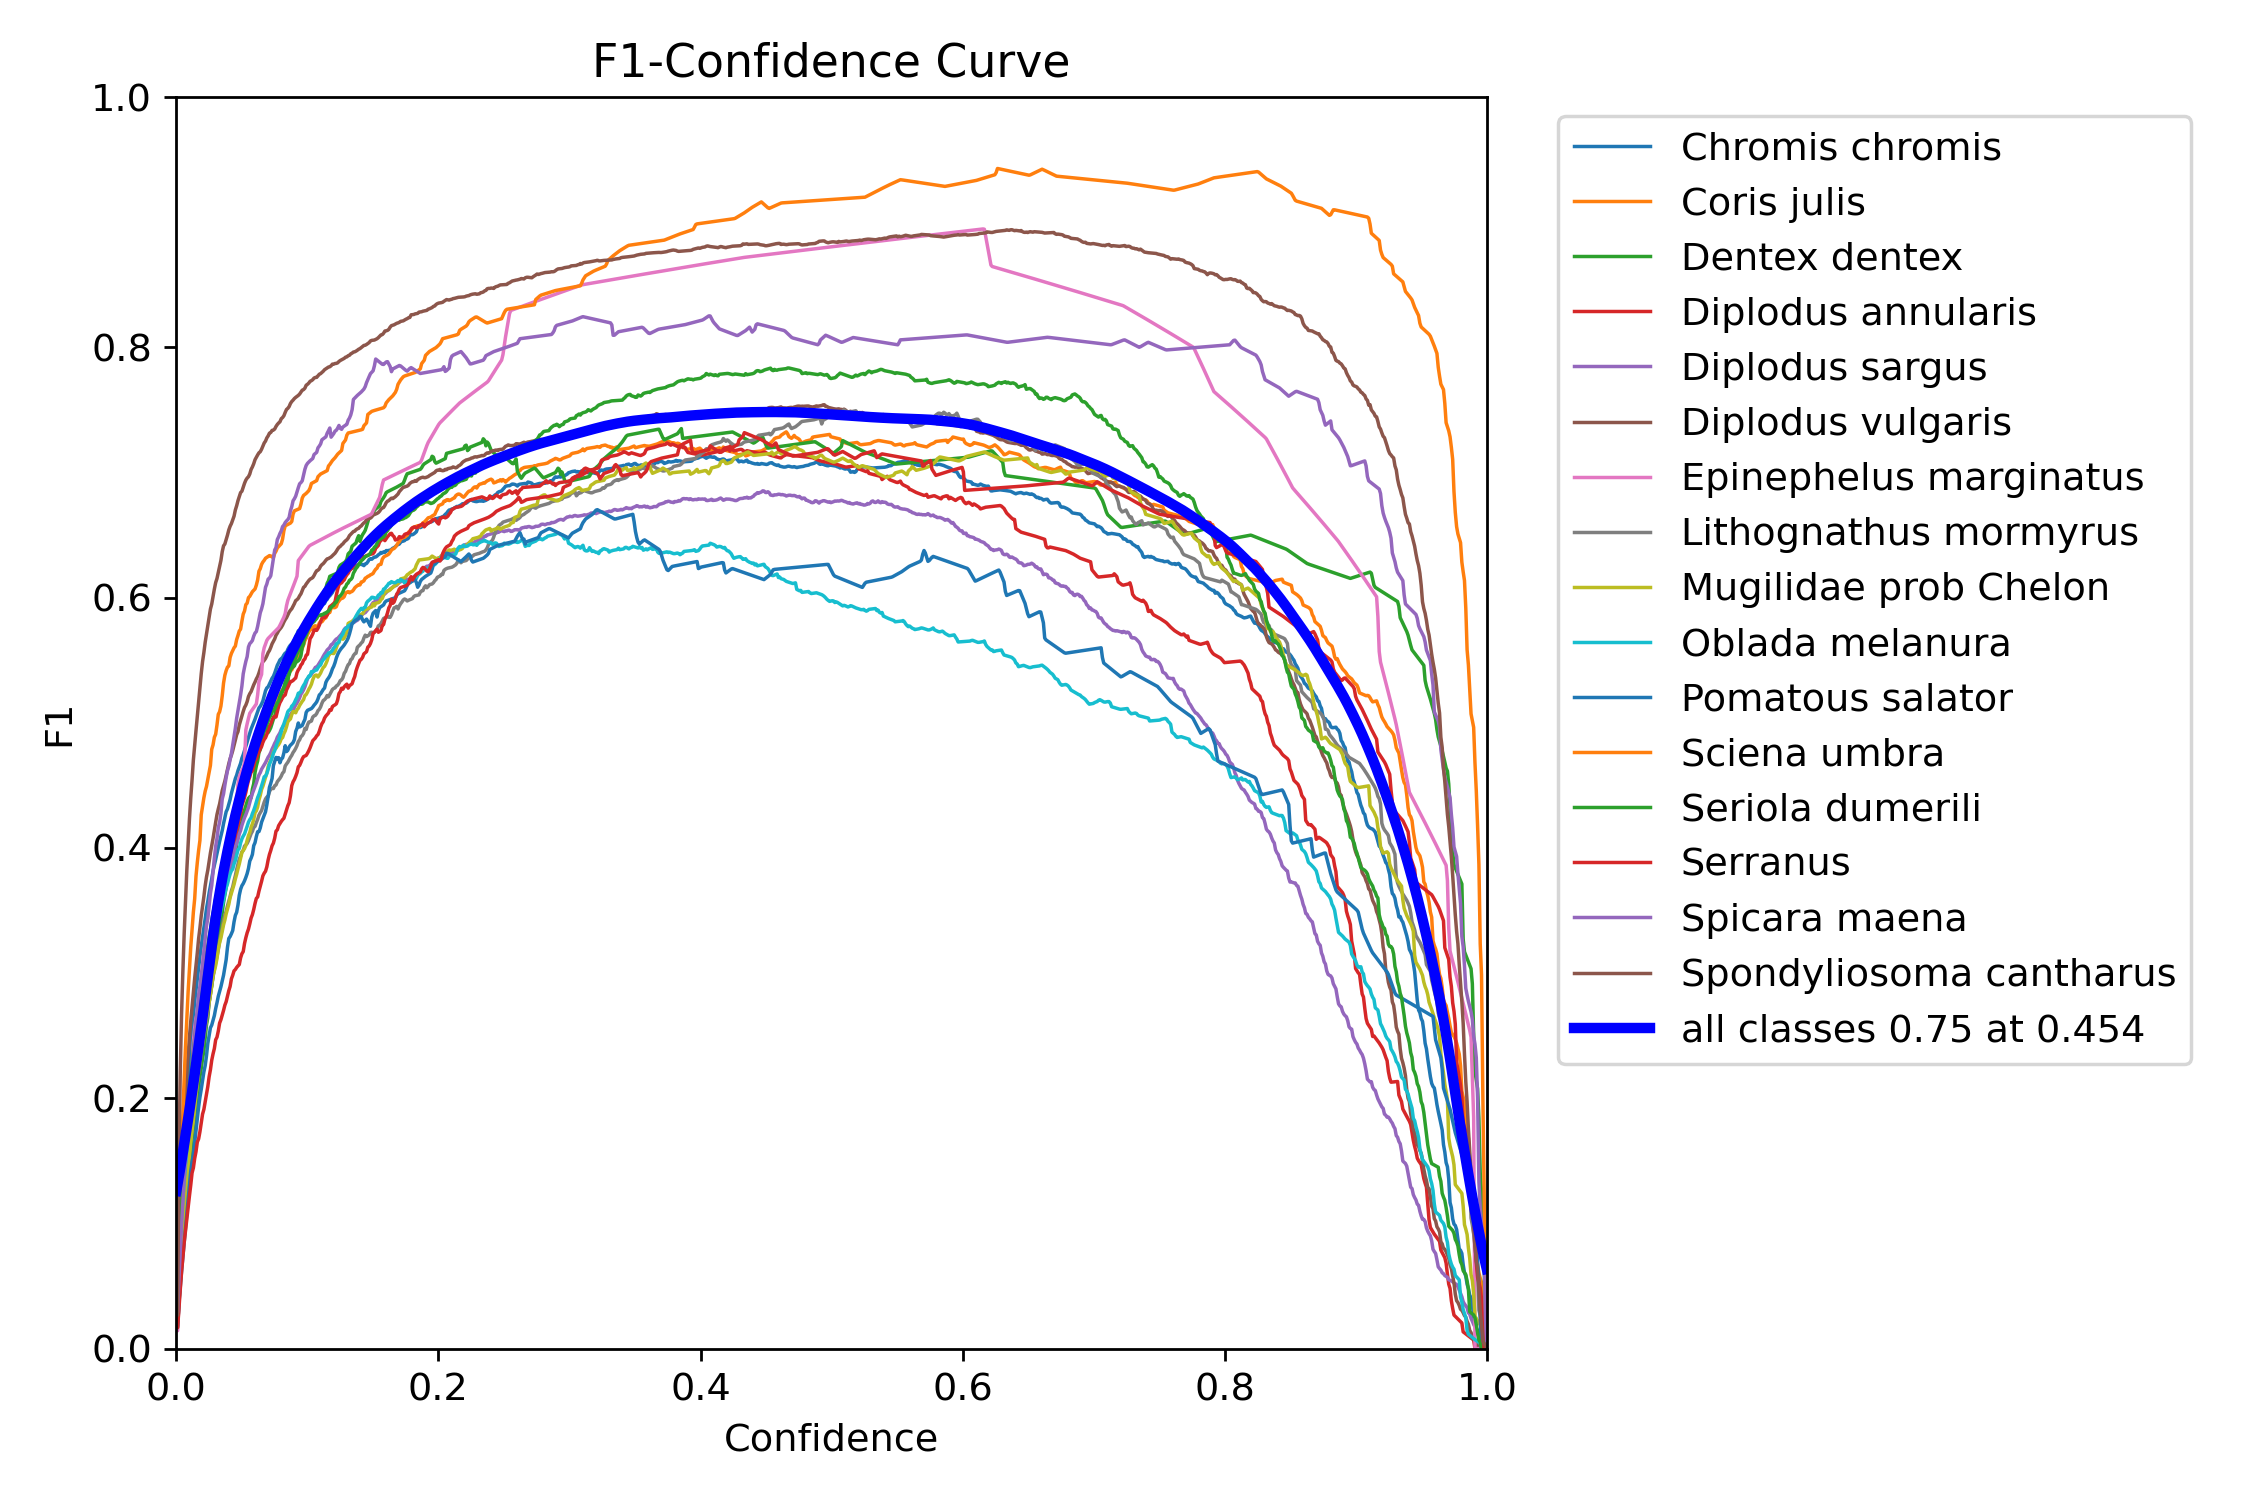 F1-Confidence Curve
1.0
0.8
0.6
0.4
0.2
0.0
F1
0.0 0.2 0.4 0.6 0.8 1.0
Confidence
Chromis chromis
Coris julis
Dentex dentex
Diplodus annularis
Diplodus sargus
Diplodus vulgaris
Epinephelus marginatus
Lithognathus mormyrus
Mugilidae prob Chelon
Oblada melanura
Pomatous salator
Sciena umbra
Seriola dumerili
Serranus
Spicara maena
Spondyliosoma cantharus
all classes 0.75 at 0.454